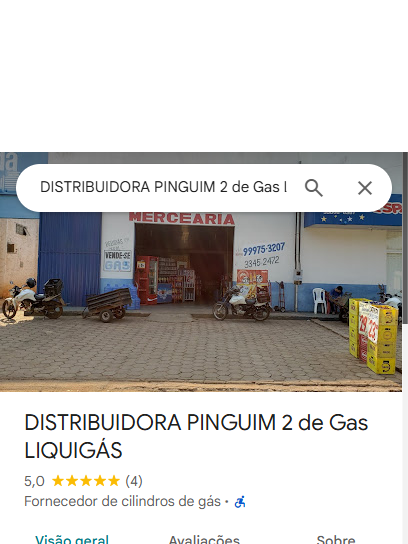 DISTRIBUIDORA PINGUIM 2 de Gas L
MERCEARIA
VENDE-SE
GÁS
99975-3207
3345 2472
DISTRIBUIDORA PINGUIM 2 de Gas
LIQUIGÁS
5,0 (4)
Fornecedor de cilindros de gás ·
Visão geral Avaliações Sobre